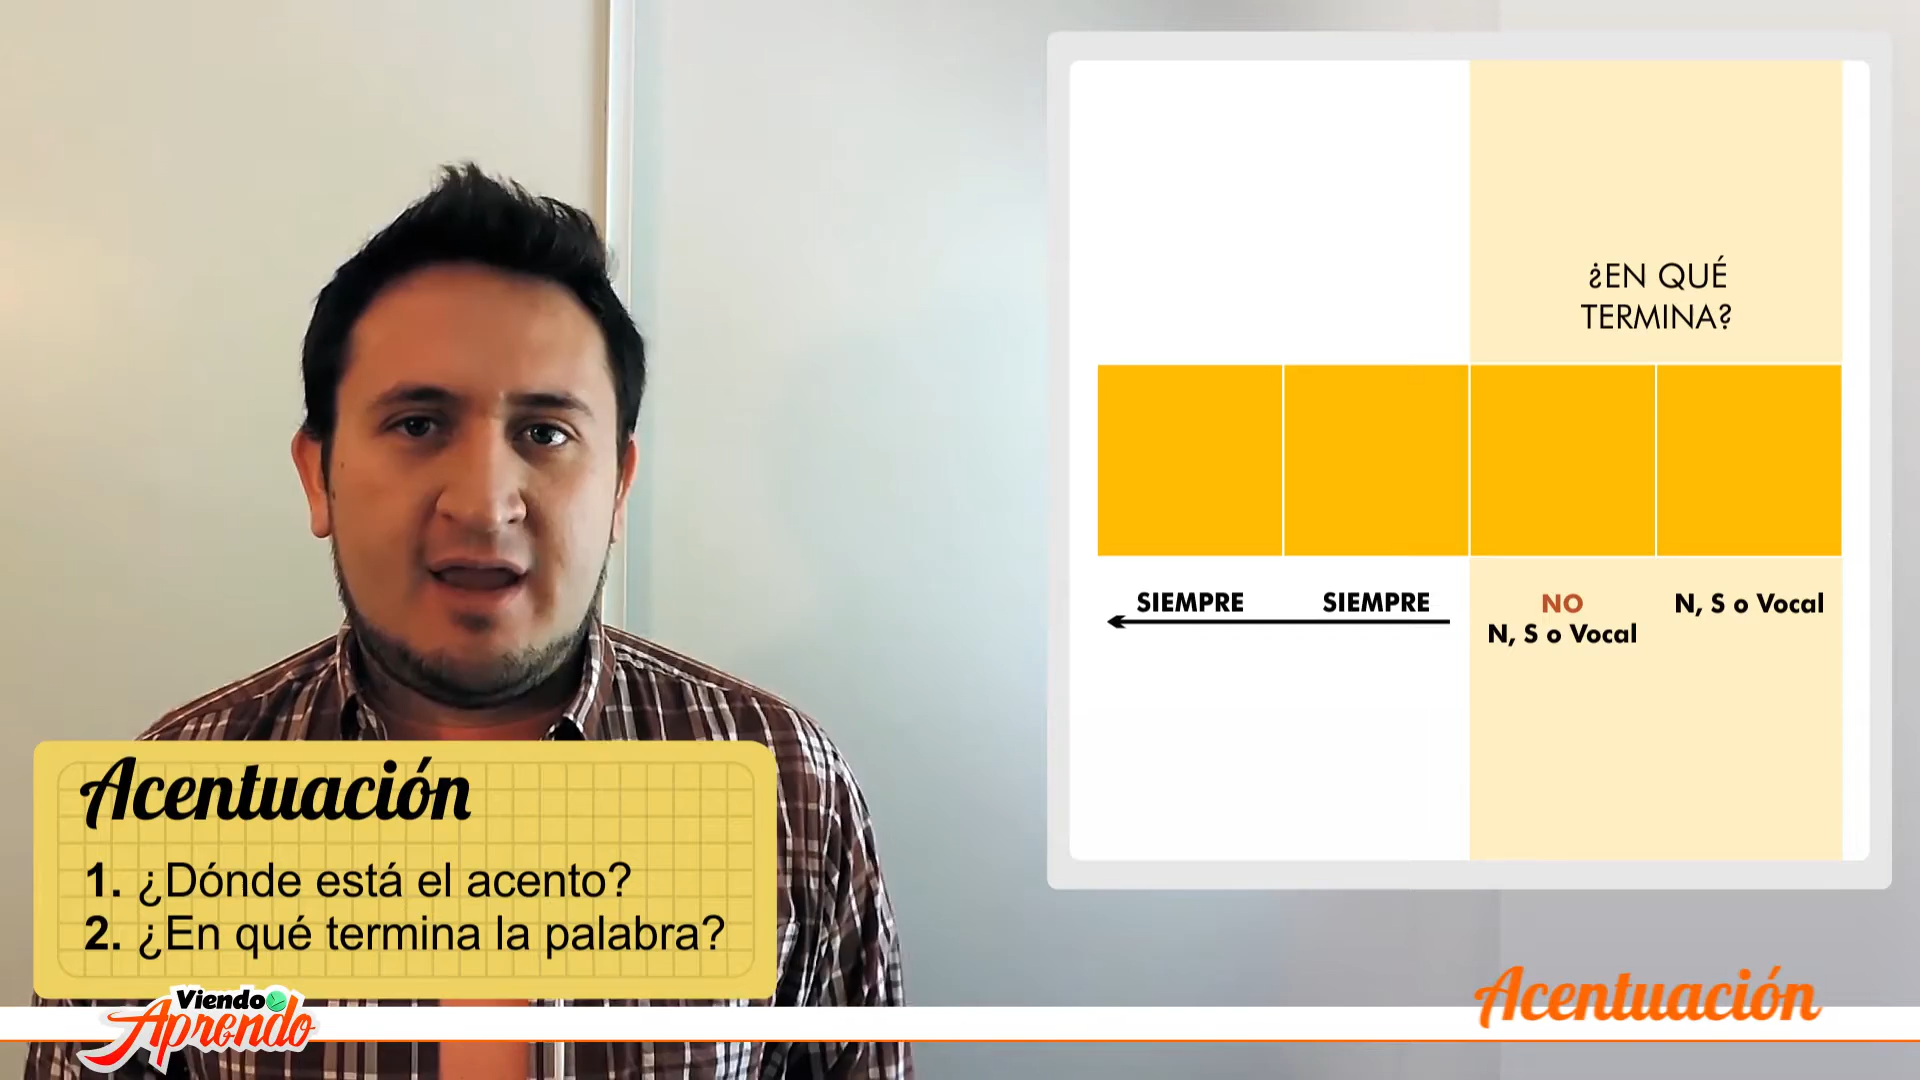 ¿EN QUÉ
TERMINA?
SIEMPRE
SIEMPRE
NO
N, S o Vocal
N, S o Vocal
Acentuación
1. ¿Dónde está el acento?
2. ¿En qué termina la palabra?
Viendo
Aprendo
Acentuación